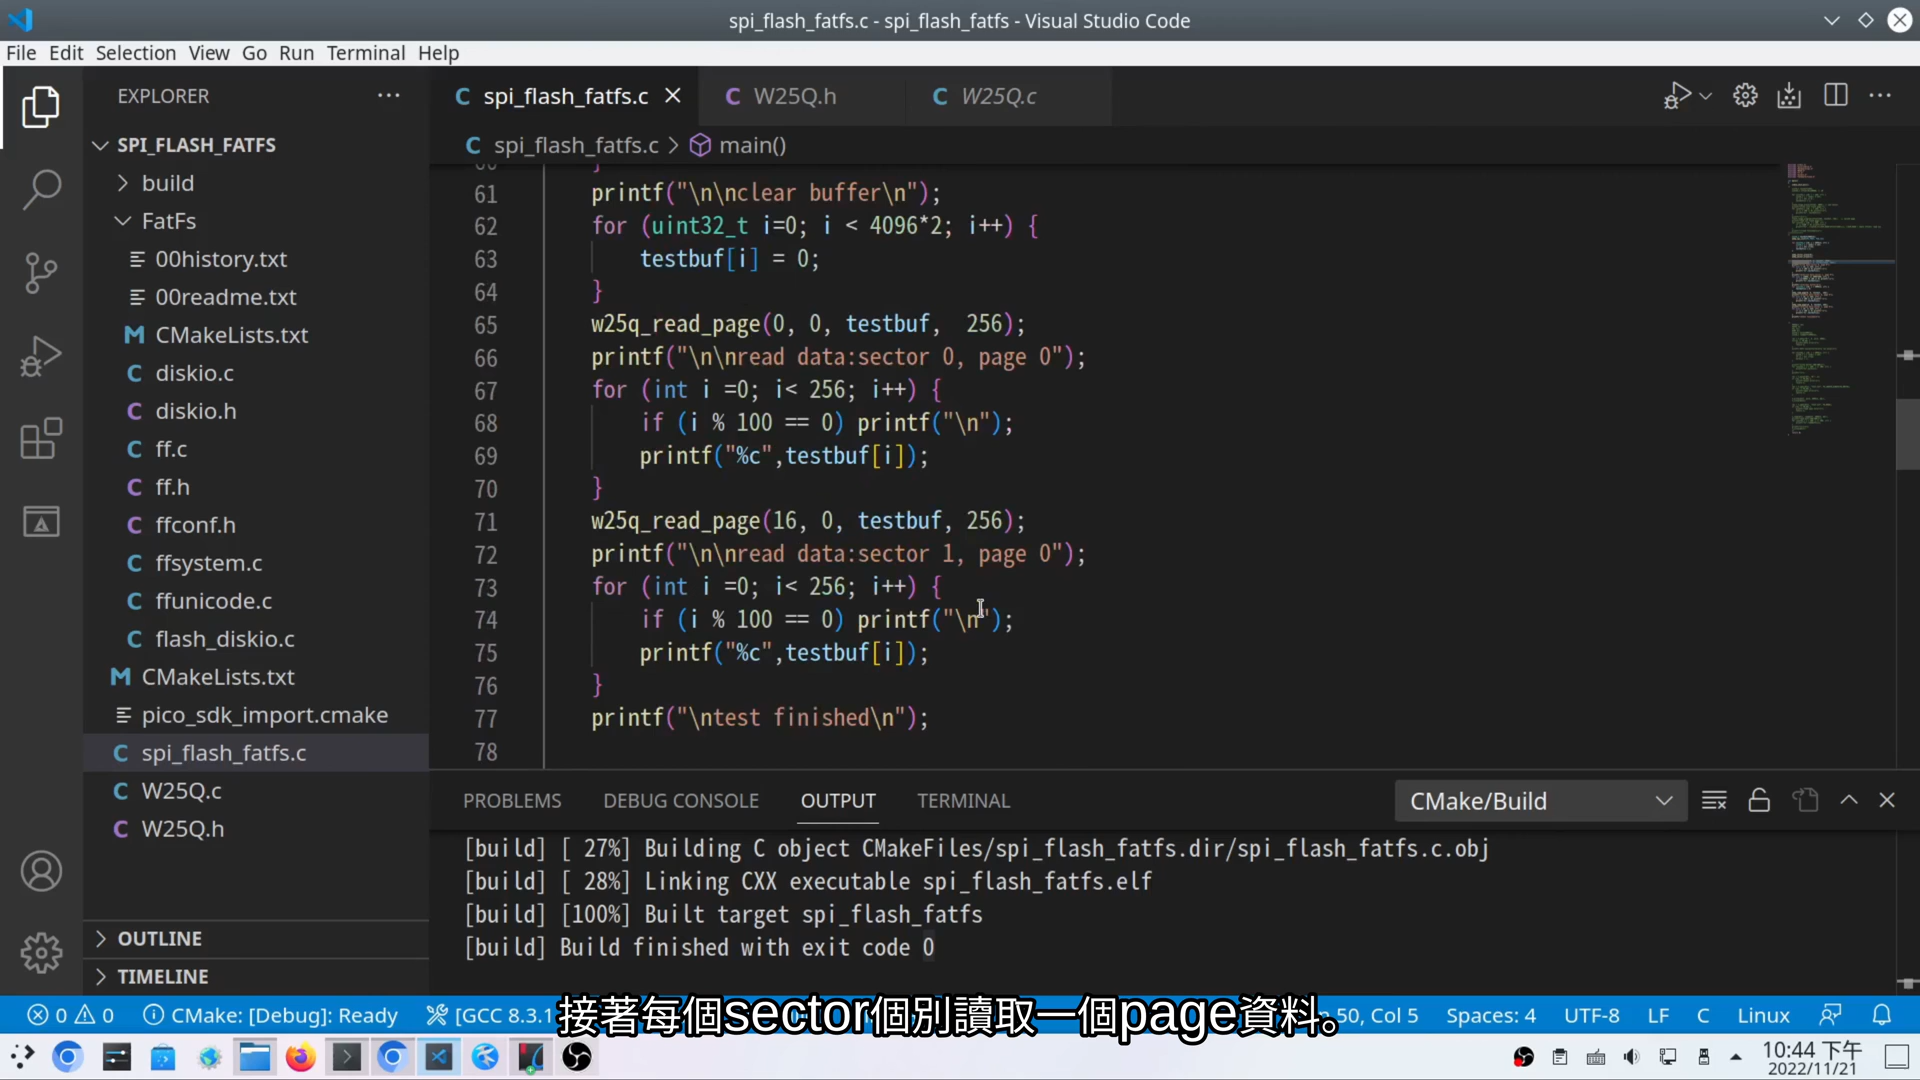 spi_flash_fatfs.c - spi_flash_fatfs - Visual Studio Code
File Edit Selection View Go Run Terminal Help
EXPLORER
SPI_FLASH_FATFS
build
FatFs
00history.txt
00readme.txt
CMakeLists.txt
diskio.c
diskio.h
ff.c
ff.h
ffconf.h
ffsystem.c
ffunicode.c
flash_diskio.c
CMakeLists.txt
pico_sdk_import.cmake
spi_flash_fatfs.c
W25Q.c
W25Q.h
OUTLINE
TIMELINE
spi_flash_fatfs.c W25Q.h W25Q.c
spi_flash_fatfs.c > main()
60 }
61 printf("\n\nclear buffer\n");
62 for (uint32_t i=0; i < 4096*2; i++) {
63 testbuf[i] = 0;
64 }
65 w25q_read_page(0, 0, testbuf,  256);
66 printf("\n\nread data:sector 0, page 0");
67 for (int i =0; i< 256; i++) {
68 if (i % 100 == 0) printf("\n");
69 printf("%c",testbuf[i]);
70 }
71 w25q_read_page(16, 0, testbuf, 256);
72 printf("\n\nread data:sector 1, page 0");
73 for (int i =0; i< 256; i++) {
74 if (i % 100 == 0) printf("\n");
75 printf("%c",testbuf[i]);
76 }
77 printf("\ntest finished\n");
78
PROBLEMS DEBUG CONSOLE OUTPUT TERMINAL CMake/Build
[build] [ 27%] Building C object CMakeFiles/spi_flash_fatfs.dir/spi_flash_fatfs.c.obj
[build] [ 28%] Linking CXX executable spi_flash_fatfs.elf
[build] [100%] Built target spi_flash_fatfs
[build] Build finished with exit code 0
0 0 CMake: [Debug]: Ready [GCC 8.3.1 50, Col 5 Spaces: 4 UTF-8 LF C Linux
接著每個sector個別讀取一個page資料。
10:44 下午
2022/11/21